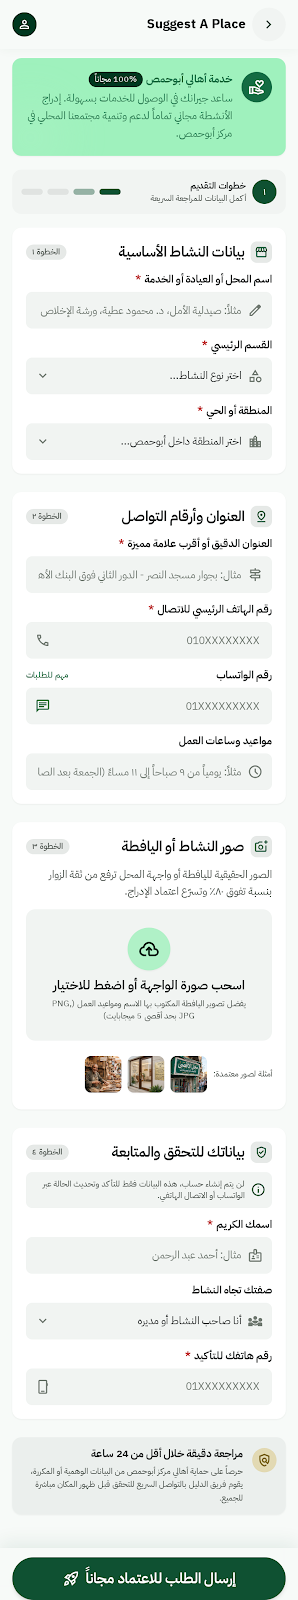 Suggest A Place
خدمة أهالي أبوحمص
100% مجاناً
ساعد جيرانك في الوصول للخدمات بسهولة. إدراج
الأنشطة مجاني تماماً لدعم وتنمية مجتمعنا المحلي في
مركز أبوحمص.
١
خطوات التقديم
أكمل البيانات للمراجعة السريعة
بيانات النشاط الأساسية
الخطوة ١
اسم المحل أو العيادة أو الخدمة *
مثلاً: صيدلية الأمل، د. محمود عطية، ورشة الإخلاص
القسم الرئيسي *
اختر نوع النشاط...
المنطقة أو الحي *
اختر المنطقة داخل أبوحمص...
العنوان وأرقام التواصل
الخطوة ٢
العنوان الدقيق أو أقرب علامة مميزة *
مثال: بجوار مسجد النصر - الدور الثاني فوق البنك الأه
رقم الهاتف الرئيسي للاتصال *
010XXXXXXXX
رقم الواتساب
مهم للطلبات
01XXXXXXXXX
مواعيد وساعات العمل
مثلاً: يومياً من ٩ صباحاً إلى ١١ مساءً (الجمعة بعد الصا
صور النشاط أو اليافطة
الخطوة ٣
الصور الحقيقية لليافطة أو واجهة المحل ترفع من ثقة الزوار
بنسبة تفوق ٨٠٪ وتسرّع اعتماد الإدراج.
اسحب صورة الواجهة أو اضغط للاختيار
يفضل تصوير اليافطة المكتوب بها الاسم ومواعيد العمل (PNG,
JPG بحد أقصى 5 ميجابايت)
أمثلة لصور معتمدة:
بياناتك للتحقق والمتابعة
الخطوة ٤
لن يتم إنشاء حساب، هذه البيانات فقط للتأكد وتحديث الحالة عبر
الواتساب أو الاتصال الهاتفي.
اسمك الكريم *
مثال: أحمد عبد الرحمن
صفتك تجاه النشاط
أنا صاحب النشاط أو مديره
رقم هاتفك للتأكيد *
01XXXXXXXXX
مراجعة دقيقة خلال أقل من 24 ساعة
حرصاً على حماية أهالي مركز أبوحمص من البيانات الوهمية أو المكررة،
يقوم فريق الدليل بالتواصل السريع للتحقق قبل ظهور المكان مباشرة
للجميع.
إرسال الطلب للاعتماد مجاناً